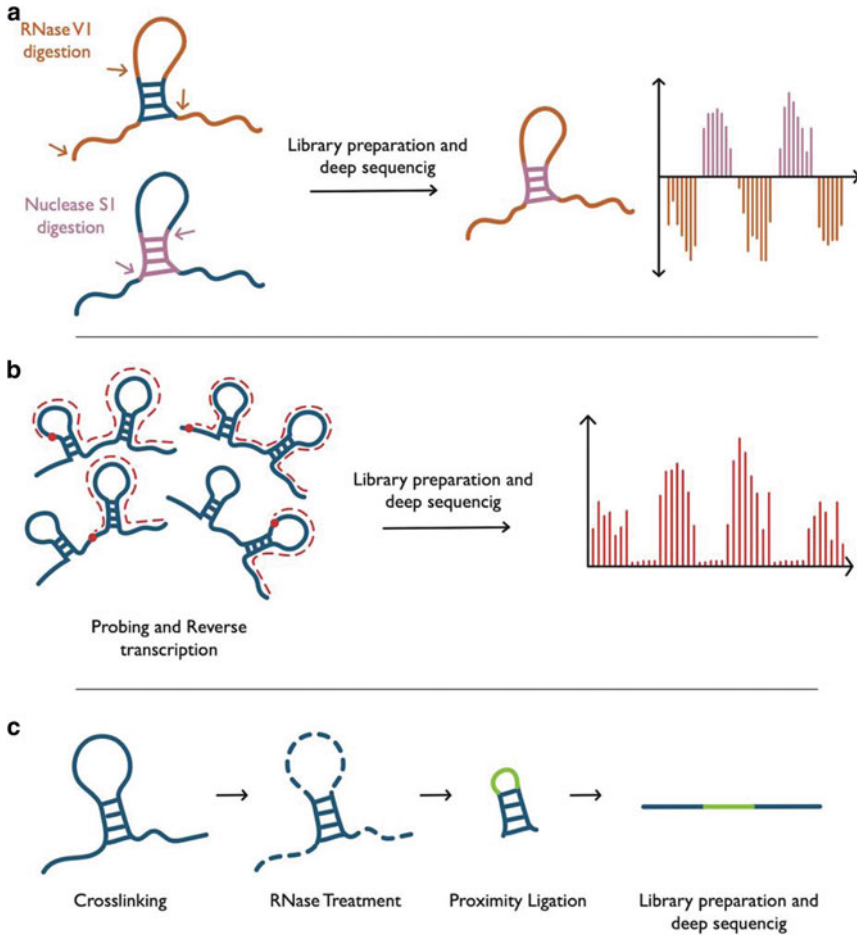 a
RNase V1
digestion
Library preparation and
deep sequencig
Nuclease S1
digestion
b
Library preparation and
deep sequencig
Probing and Reverse
transcription
c
Crosslinking
RNase Treatment
Proximity Ligation
Library preparation and
deep sequencig